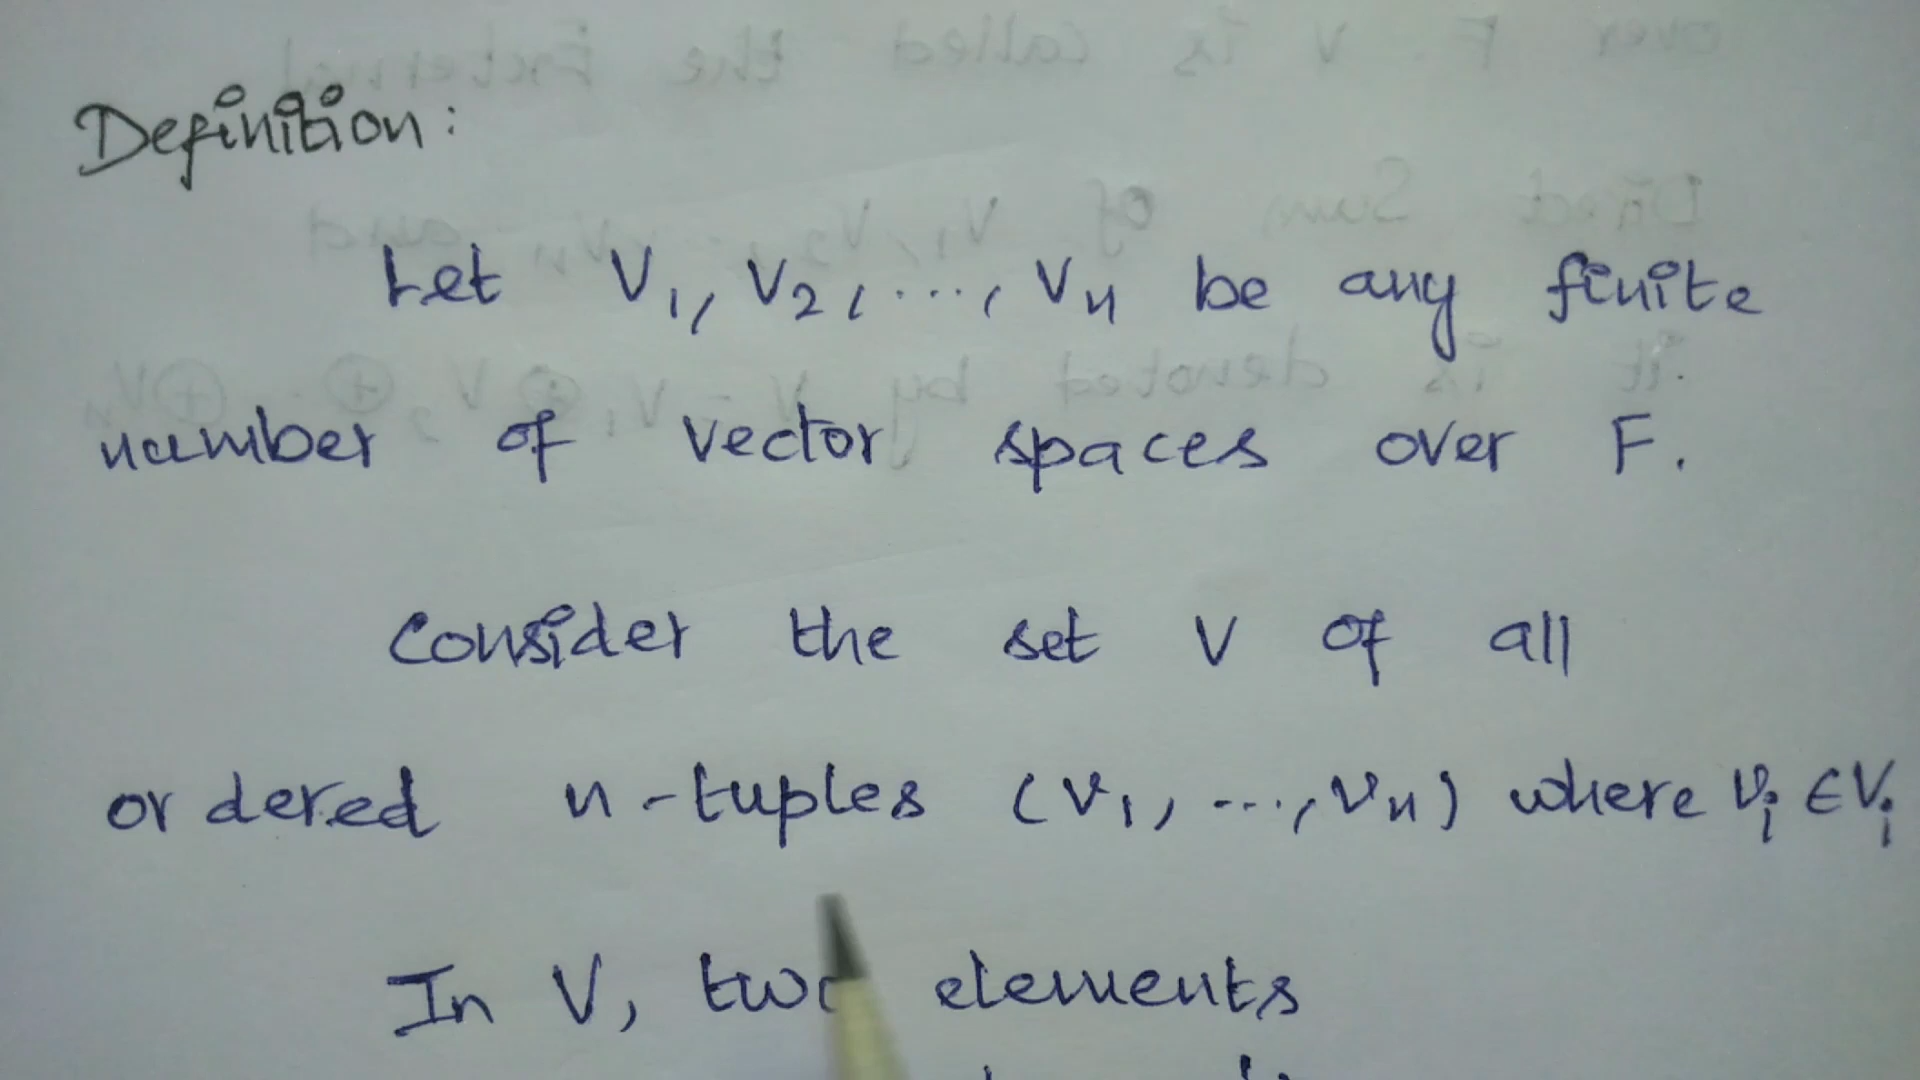 Definition:
Let V₁, V₂, ..., Vn be any finite
number of vector spaces over F.
Consider the set V of all
ordered n-tuples (v₁, ..., vn) where vi ∈ Vi
In V, two elements